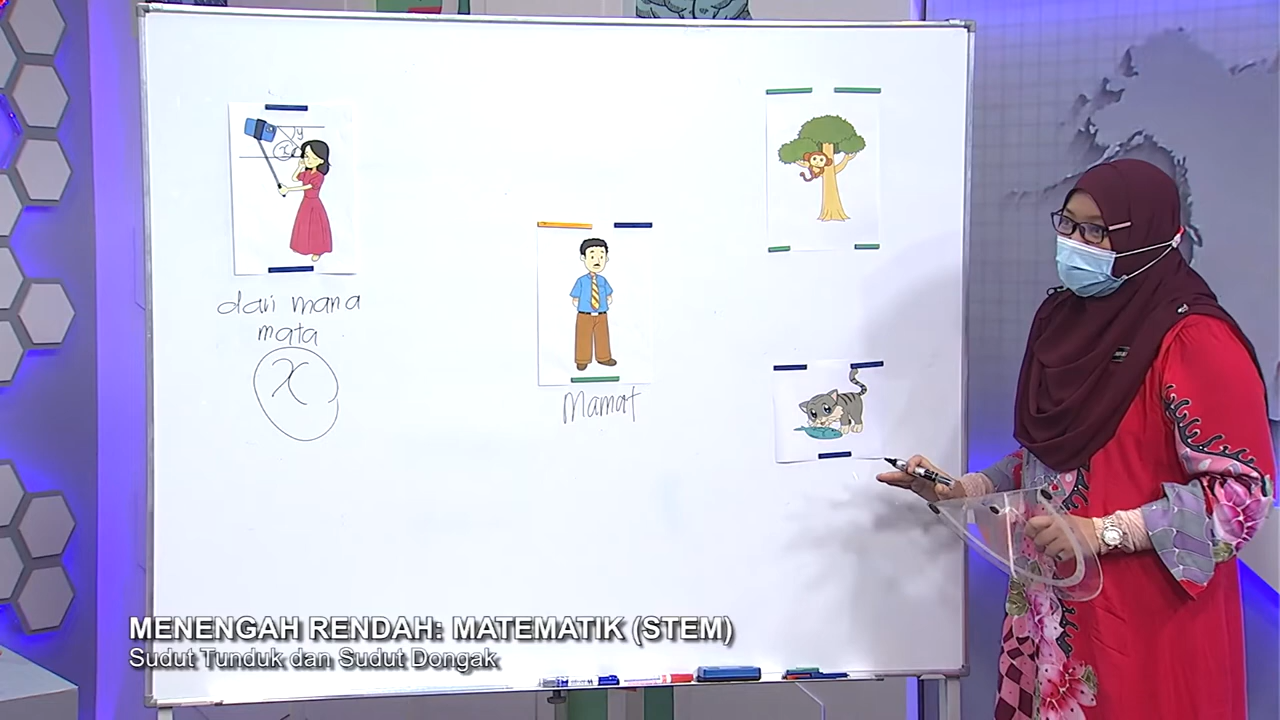 y
x
dari mana
mata
x
Mamat
MENENGAH RENDAH: MATEMATIK (STEM)
Sudut Tunduk dan Sudut Dongak